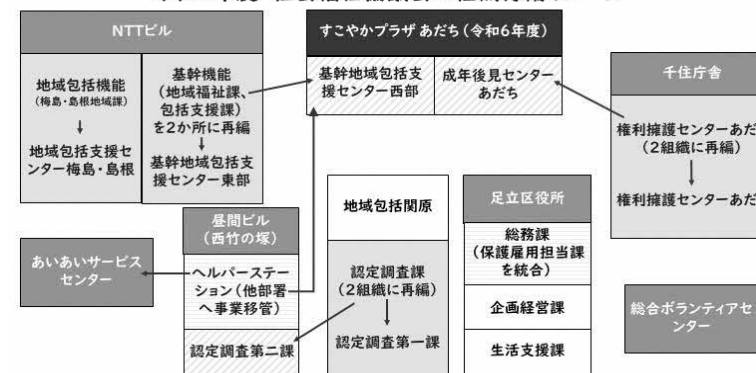 NTTビル
地域包括機能
(梅島・島根地域課)
↓
地域包括支援セ
ンター梅島・島根
基幹機能
(地域福祉課、
包括支援課)
を2か所に再編
↓
基幹地域包括支
援センター東部
すこやかプラザ あだち(令和6年度)
基幹地域包括支
援センター西部
成年後見センター
あだち
千住庁舎
権利擁護センターあだ
(2組織に再編)
↓
権利擁護センターあだ
あいあいサービス
センター
昼間ビル
(西竹の塚)
ヘルパーステー
ション(他部署
へ事業移管)
認定調査第二課
地域包括関原
認定調査課
(2組織に再編)
↓
認定調査第一課
足立区役所
総務課
(保護雇用担当課
を統合)
企画経営課
生活支援課
総合ボランティアセ
ンター